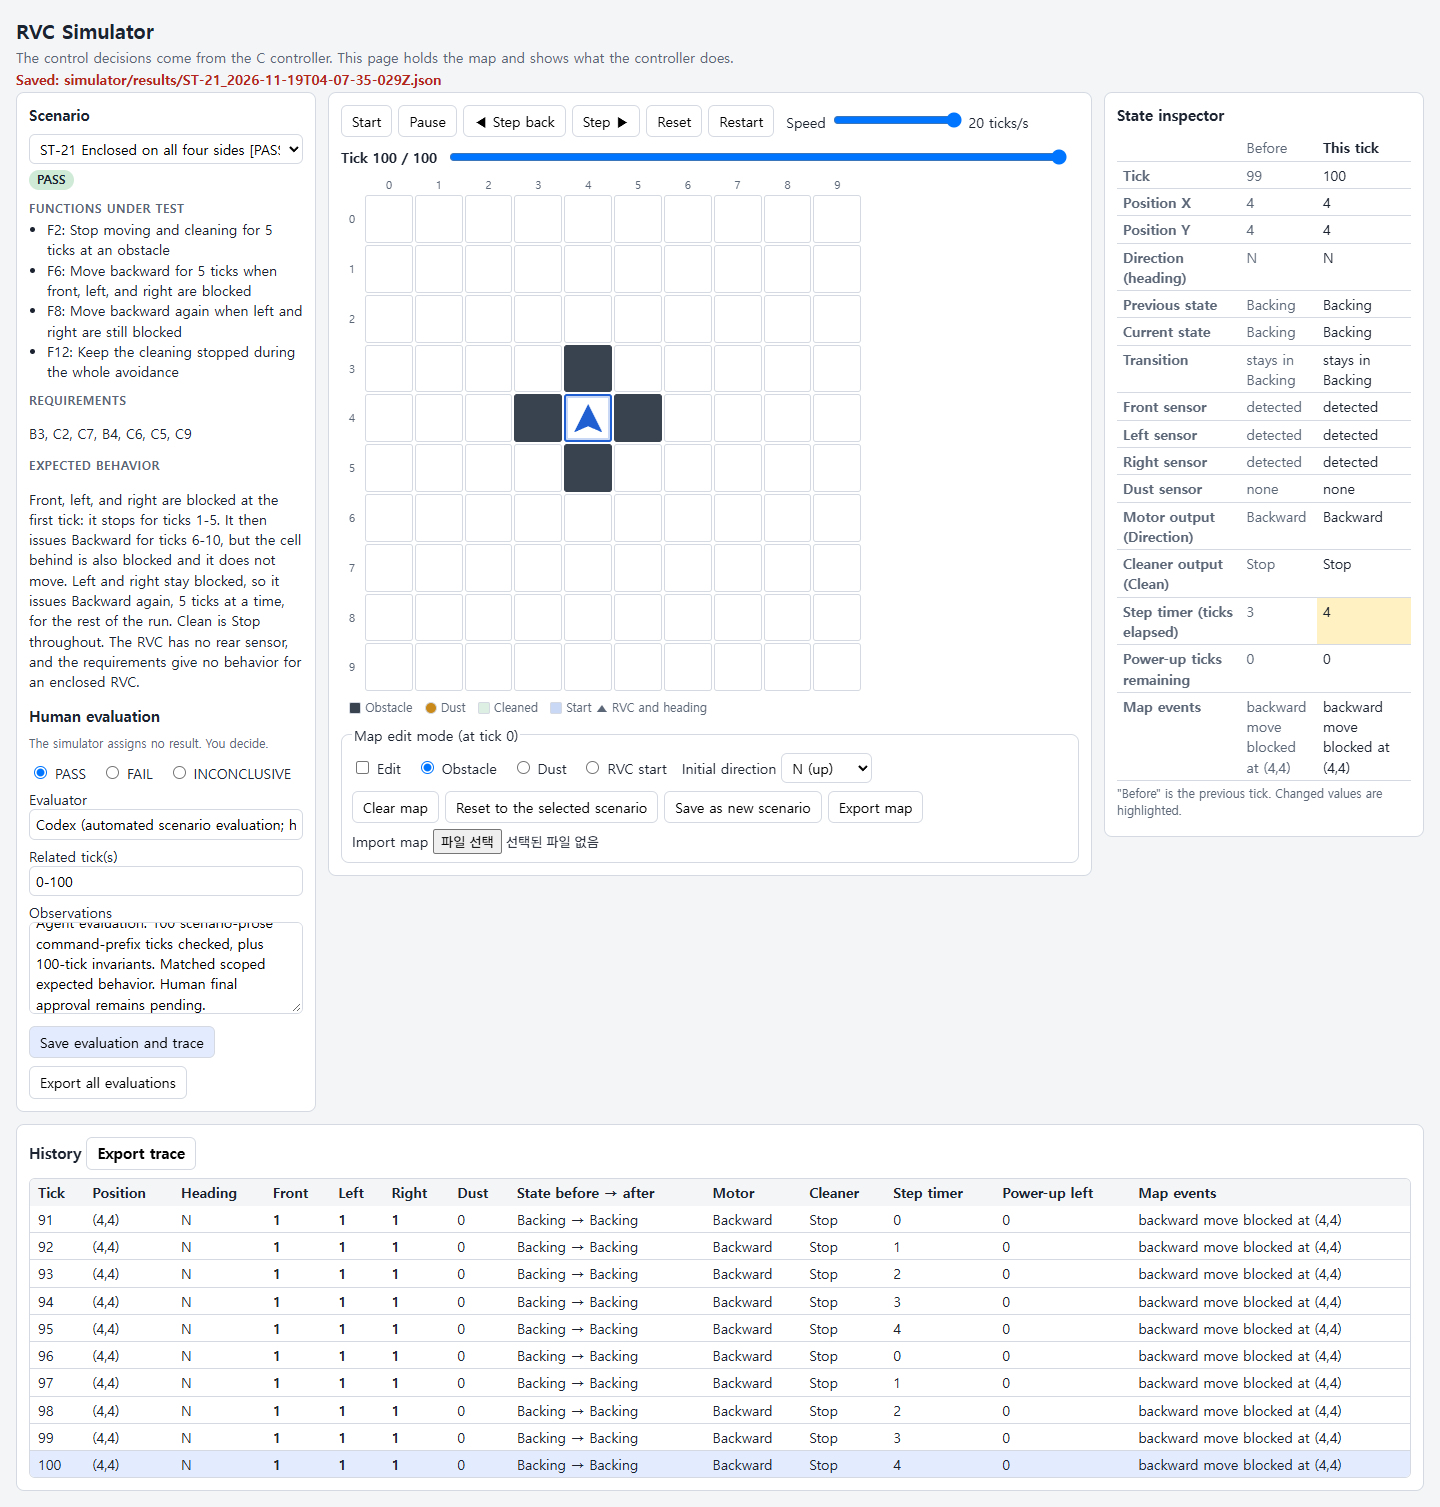 RVC Simulator
The control decisions come from the C controller. This page holds the map and shows what the controller does.
Saved: simulator/results/ST-21_2026-11-19T04-07-35-029Z.json
Scenario
ST-21 Enclosed on all four sides [PAS
PASS
FUNCTIONS UNDER TEST
• F2: Stop moving and cleaning for 5
ticks at an obstacle
• F6: Move backward for 5 ticks when
front, left, and right are blocked
• F8: Move backward again when left and
right are still blocked
• F12: Keep the cleaning stopped during
the whole avoidance
REQUIREMENTS
B3, C2, C7, B4, C6, C5, C9
EXPECTED BEHAVIOR
Front, left, and right are blocked at the
first tick: it stops for ticks 1-5. It then
issues Backward for ticks 6-10, but the cell
behind is also blocked and it does not
move. Left and right stay blocked, so it
issues Backward again, 5 ticks at a time,
for the rest of the run. Clean is Stop
throughout. The RVC has no rear sensor,
and the requirements give no behavior for
an enclosed RVC.
Human evaluation
The simulator assigns no result. You decide.
PASS FAIL INCONCLUSIVE
Evaluator
Codex (automated scenario evaluation; h
Related tick(s)
0-100
Observations
Agent evaluation: 100 scenario-prose
command-prefix ticks checked, plus
100-tick invariants. Matched scoped
expected behavior. Human final
approval remains pending.
Save evaluation and trace
Export all evaluations
Start Pause ◀ Step back Step ▶ Reset Restart Speed 20 ticks/s
Tick 100 / 100
0 1 2 3 4 5 6 7 8 9
0
1
2
3
4
5
6
7
8
9
Obstacle Dust Cleaned Start ▲ RVC and heading
Map edit mode (at tick 0)
Edit Obstacle Dust RVC start Initial direction N (up)
Clear map Reset to the selected scenario Save as new scenario Export map
Import map 파일 선택 선택된 파일 없음
State inspector
Before This tick
Tick 99 100
Position X 4 4
Position Y 4 4
Direction (heading) N N
Previous state Backing Backing
Current state Backing Backing
Transition stays in Backing stays in Backing
Front sensor detected detected
Left sensor detected detected
Right sensor detected detected
Dust sensor none none
Motor output (Direction) Backward Backward
Cleaner output (Clean) Stop Stop
Step timer (ticks elapsed) 3 4
Power-up ticks remaining 0 0
Map events backward move blocked at (4,4) backward move blocked at (4,4)
"Before" is the previous tick. Changed values are
highlighted.
History Export trace
Tick Position Heading Front Left Right Dust State before → after Motor Cleaner Step timer Power-up left Map events
91 (4,4) N 1 1 1 0 Backing → Backing Backward Stop 0 0 backward move blocked at (4,4)
92 (4,4) N 1 1 1 0 Backing → Backing Backward Stop 1 0 backward move blocked at (4,4)
93 (4,4) N 1 1 1 0 Backing → Backing Backward Stop 2 0 backward move blocked at (4,4)
94 (4,4) N 1 1 1 0 Backing → Backing Backward Stop 3 0 backward move blocked at (4,4)
95 (4,4) N 1 1 1 0 Backing → Backing Backward Stop 4 0 backward move blocked at (4,4)
96 (4,4) N 1 1 1 0 Backing → Backing Backward Stop 0 0 backward move blocked at (4,4)
97 (4,4) N 1 1 1 0 Backing → Backing Backward Stop 1 0 backward move blocked at (4,4)
98 (4,4) N 1 1 1 0 Backing → Backing Backward Stop 2 0 backward move blocked at (4,4)
99 (4,4) N 1 1 1 0 Backing → Backing Backward Stop 3 0 backward move blocked at (4,4)
100 (4,4) N 1 1 1 0 Backing → Backing Backward Stop 4 0 backward move blocked at (4,4)